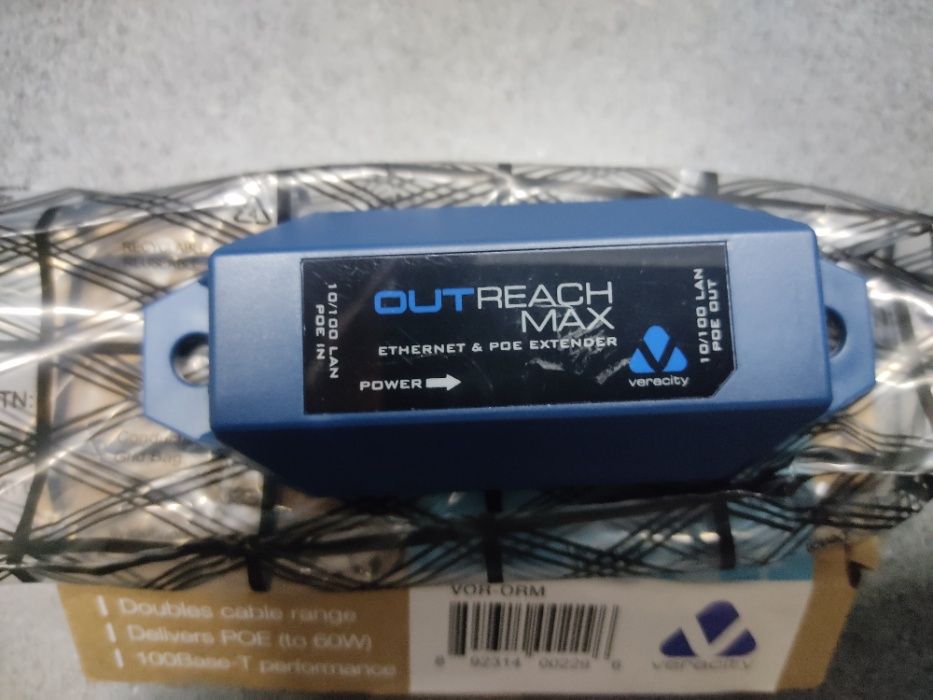 10/100 LAN
POE IN
OUTREACH
MAX
ETHERNET & POE EXTENDER
POWER
veracity
10/100 LAN
POE OUT
TN:
VOR-ORM
Doubles cable range
Delivers POE (to 60W)
100Base-T performance
veracity